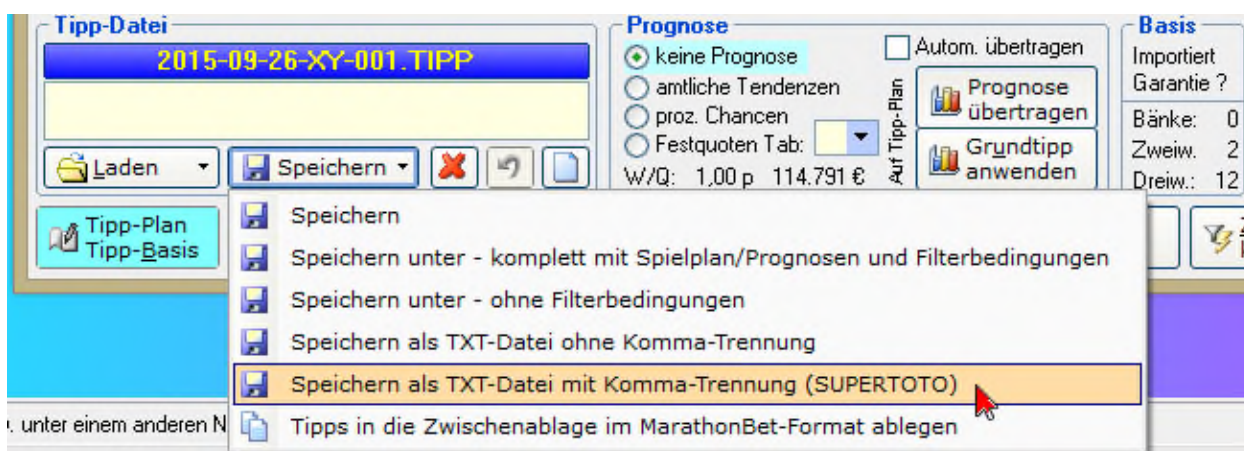 Tipp-Datei
2015-09-26-XY-001.TIPP
Laden
Speichern
Tipp-Plan
Tipp-Basis
Prognose
keine Prognose
amtliche Tendenzen
proz. Chancen
Festquoten Tab:
W/Q: 1,00 p 114.791 €
Autom. übertragen
Auf Tipp-Plan
Prognose
übertragen
Grundtipp
anwenden
Basis
Importiert
Garantie ?
Bänke: 0
Zweiw. 2
Dreiw.: 12
Speichern
Speichern unter - komplett mit Spielplan/Prognosen und Filterbedingungen
Speichern unter - ohne Filterbedingungen
Speichern als TXT-Datei ohne Komma-Trennung
Speichern als TXT-Datei mit Komma-Trennung (SUPERTOTO)
Tipps in die Zwischenablage im MarathonBet-Format ablegen
. unter einem anderen N